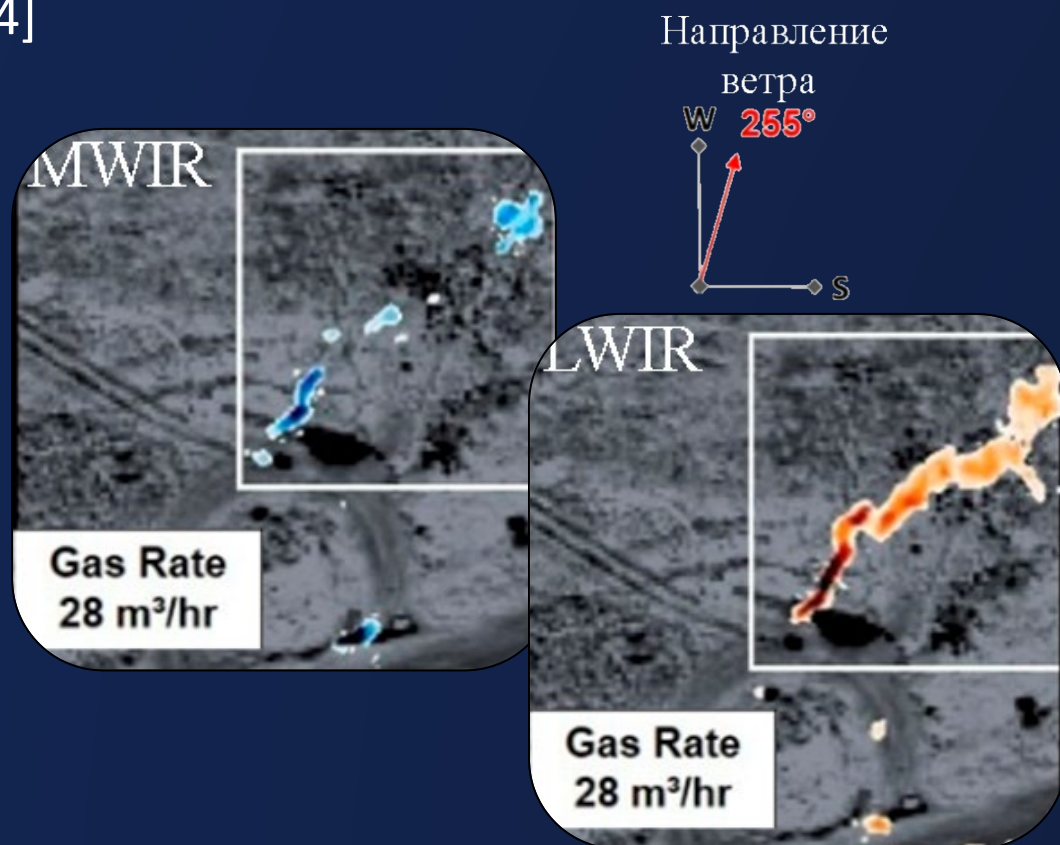 4]
Направление
ветра
W 255°
S
MWIR
LWIR
Gas Rate
28 m³/hr
Gas Rate
28 m³/hr